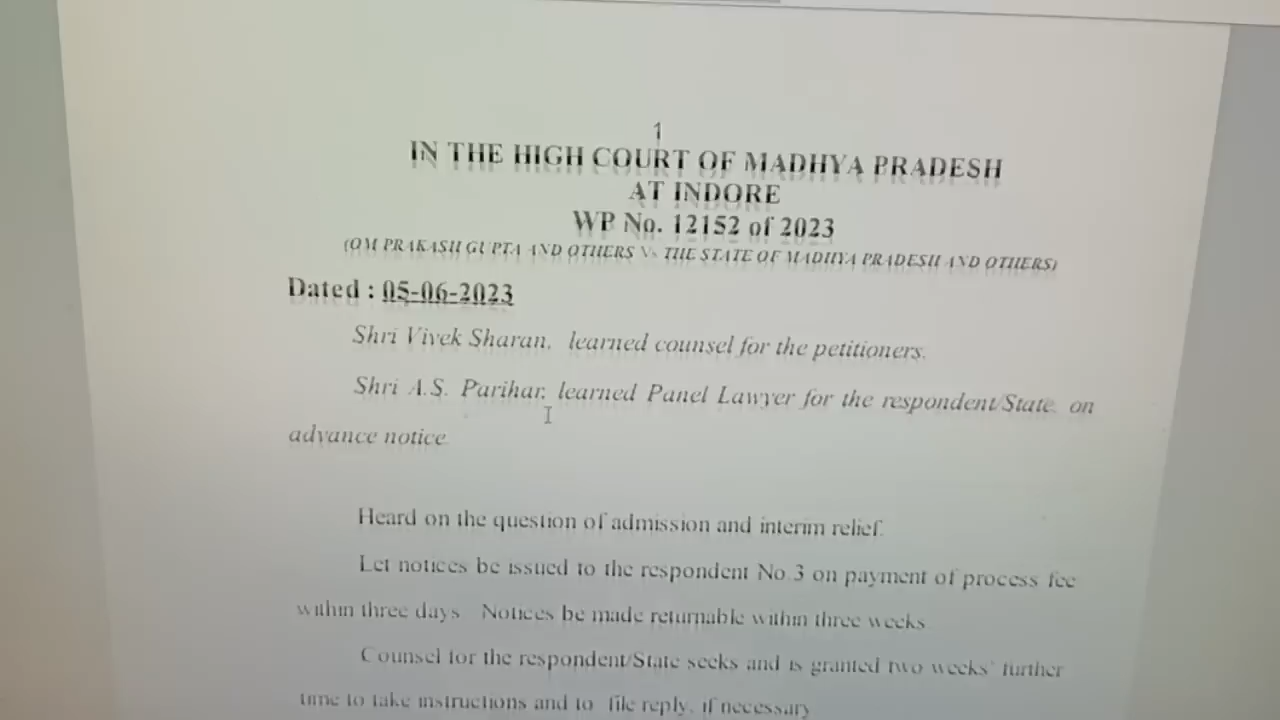 1
IN THE HIGH COURT OF MADHYA PRADESH
AT INDORE
WP No. 12152 of 2023
(OM PRAKASH GUPTA AND OTHERS Vs THE STATE OF MADHYA PRADESH AND OTHERS)
Dated : 05-06-2023
Shri Vivek Sharan, learned counsel for the petitioners.
Shri A.S. Parihar, learned Panel Lawyer for the respondent/State, on
advance notice.
Heard on the question of admission and interim relief.
Let notices be issued to the respondent No.3 on payment of process fee
within three days. Notices be made returnable within three weeks.
Counsel for the respondent/State seeks and is granted two weeks' further
time to take instructions and to file reply, if necessary